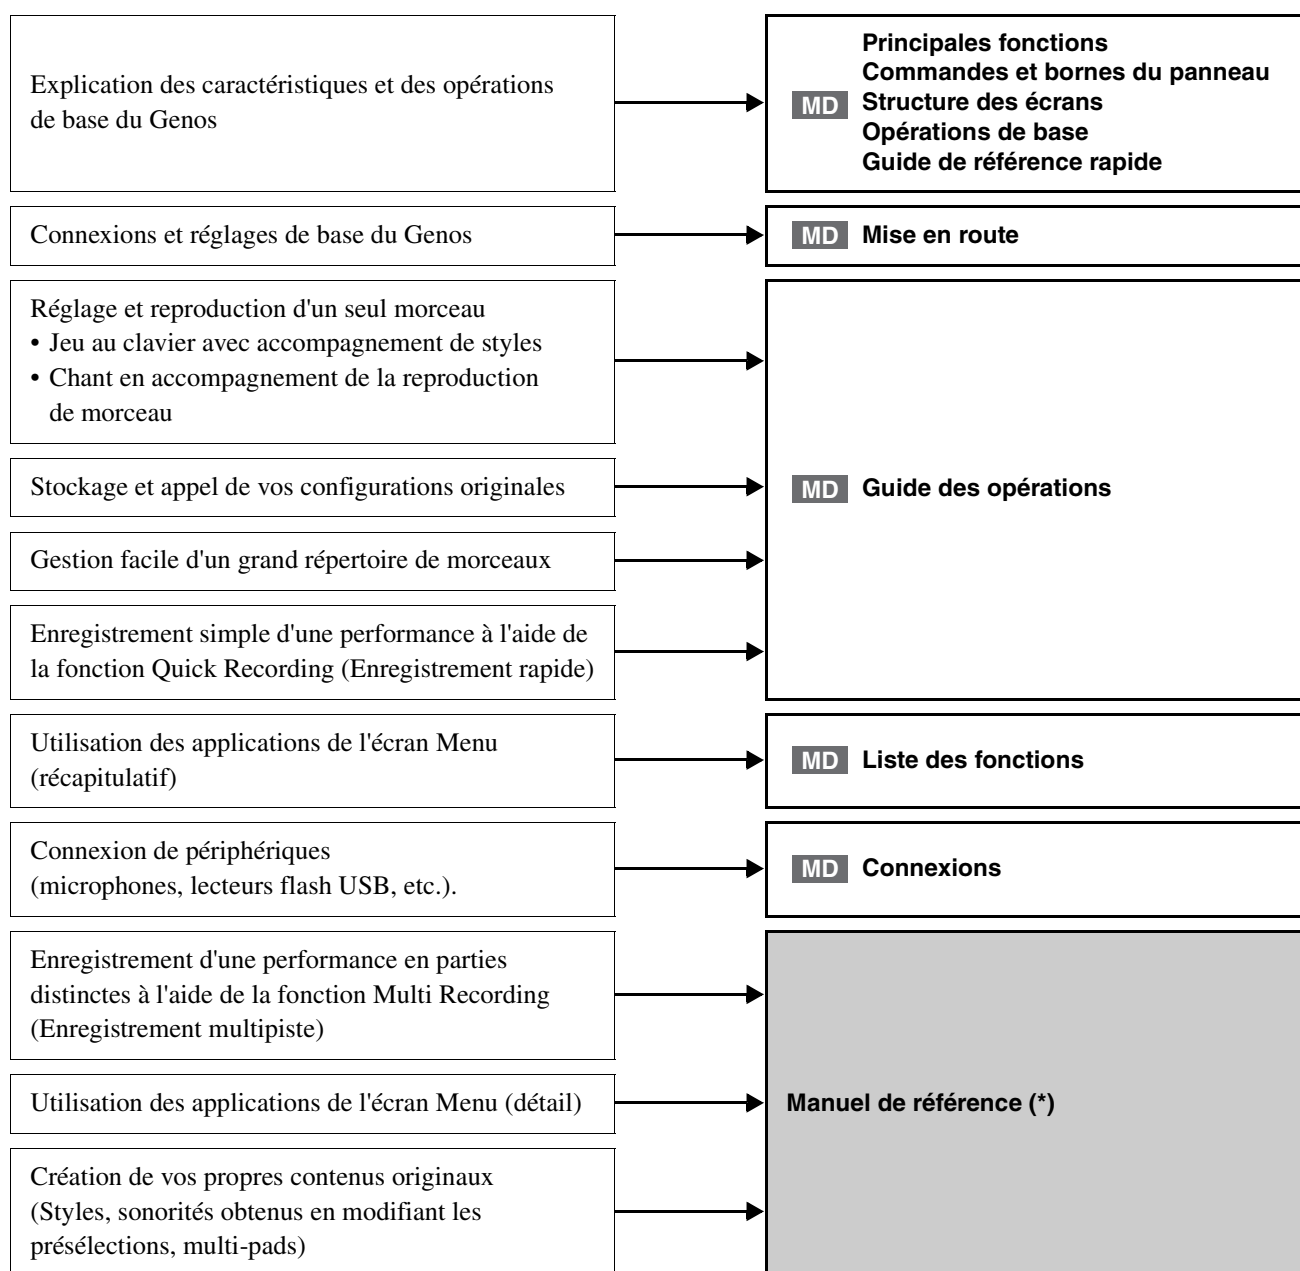 Explication des caractéristiques et des opérations
de base du Genos
MD
Principales fonctions
Commandes et bornes du panneau
Structure des écrans
Opérations de base
Guide de référence rapide
Connexions et réglages de base du Genos
MD Mise en route
Réglage et reproduction d'un seul morceau
• Jeu au clavier avec accompagnement de styles
• Chant en accompagnement de la reproduction
de morceau
Stockage et appel de vos configurations originales
Gestion facile d'un grand répertoire de morceaux
Enregistrement simple d'une performance à l'aide de
la fonction Quick Recording (Enregistrement rapide)
MD Guide des opérations
Utilisation des applications de l'écran Menu
(récapitulatif)
MD Liste des fonctions
Connexion de périphériques
(microphones, lecteurs flash USB, etc.).
MD Connexions
Enregistrement d'une performance en parties
distinctes à l'aide de la fonction Multi Recording
(Enregistrement multipiste)
Utilisation des applications de l'écran Menu (détail)
Création de vos propres contenus originaux
(Styles, sonorités obtenus en modifiant les
présélections, multi-pads)
Manuel de référence (*)